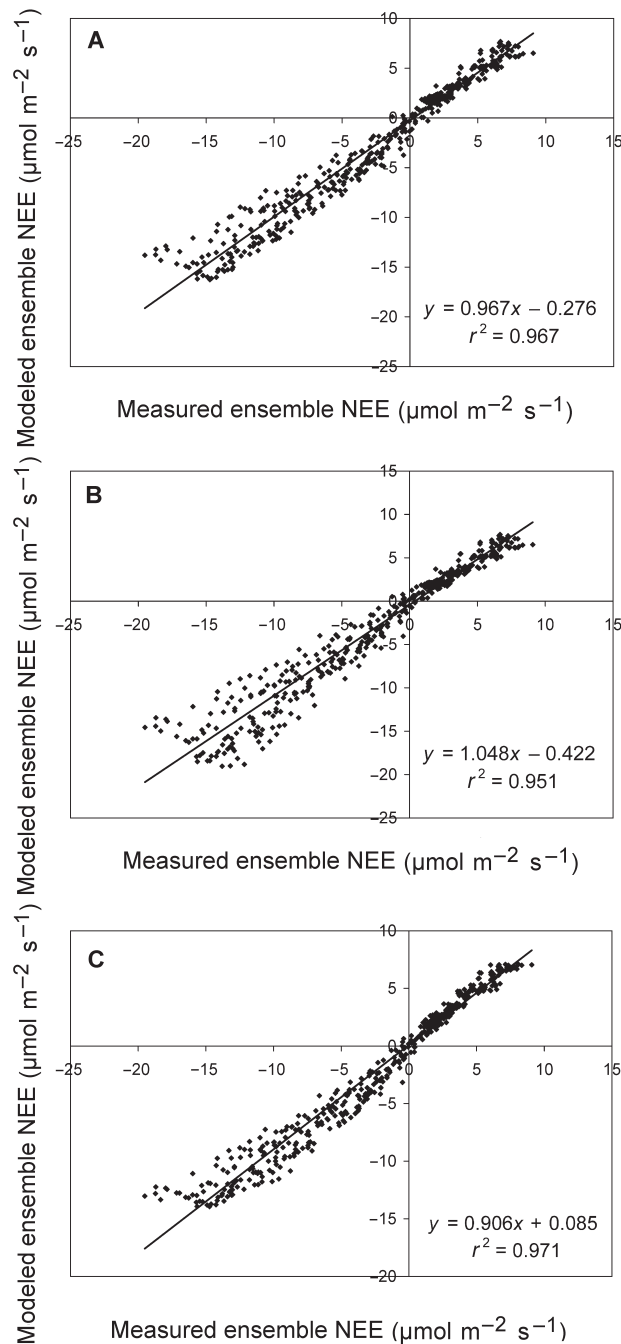 A
Modeled ensemble NEE (μmol m−2 s−1)
10
5
0
−5
−10
−15
−20
−25
−25 −20 −15 −10 −5 0 5 10 15
y = 0.967x − 0.276
r2 = 0.967
Measured ensemble NEE (μmol m−2 s−1)
B
Modeled ensemble NEE (μmol m−2 s−1)
15
10
5
0
−5
−10
−15
−20
−25
−25 −20 −15 −10 −5 0 5 10 15
y = 1.048x − 0.422
r2 = 0.951
Measured ensemble NEE (μmol m−2 s−1)
C
Modeled ensemble NEE (μmol m−2 s−1)
10
5
0
−5
−10
−15
−20
−25 −20 −15 −10 −5 0 5 10 15
y = 0.906x + 0.085
r2 = 0.971
Measured ensemble NEE (μmol m−2 s−1)